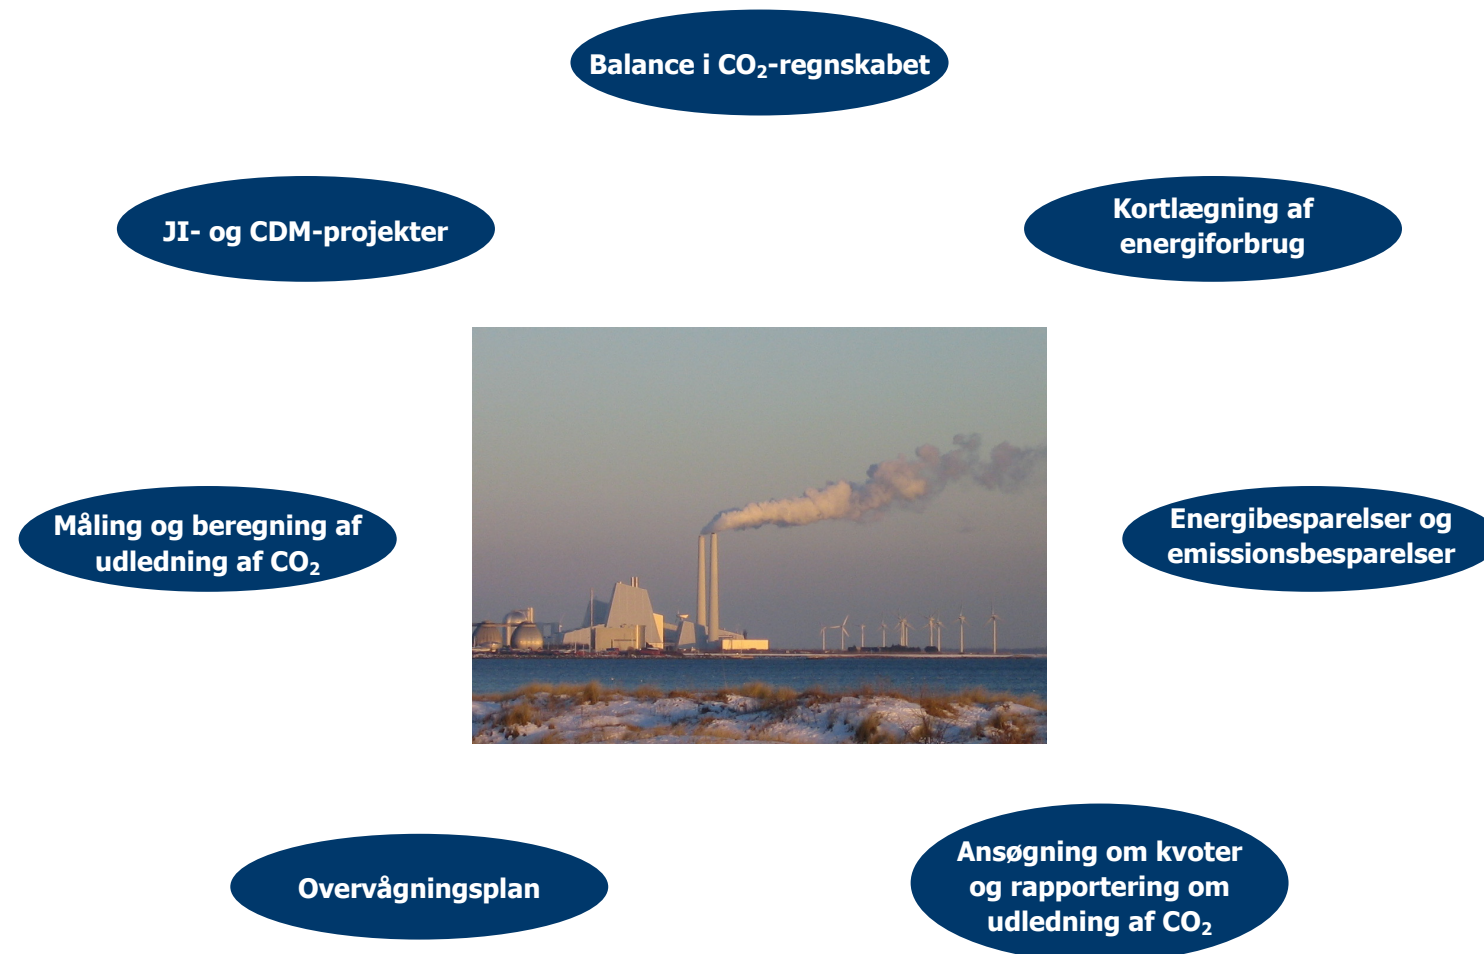 Balance i CO₂-regnskabet
JI- og CDM-projekter
Kortlægning af
energiforbrug
Måling og beregning af
udledning af CO₂
Energibesparelser og
emissionsbesparelser
Overvågningsplan
Ansøgning om kvoter
og rapportering om
udledning af CO₂